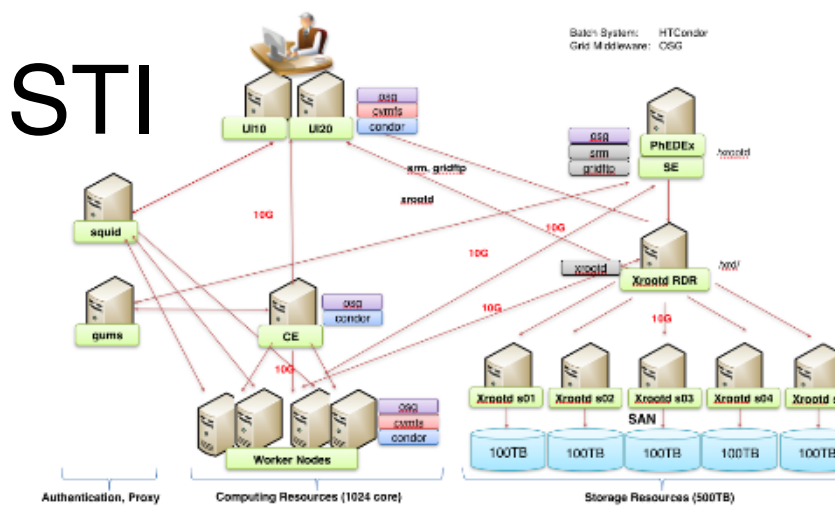 Batch System: HTCondor
Grid Middleware: OSG
STI
osg
cvmfs
condor
UI10
UI20
osg
srm
gridftp
PhEDEx
SE
/xrootd
srm, gridftp
xrootd
squid
10G
10G
10G
xrootd
Xrootd RDR
/xrd/
gums
osg
condor
CE
10G
10G
10G
Xrootd s01
Xrootd s02
Xrootd s03
Xrootd s04
Xrootd s
SAN
osg
cvmfs
condor
Worker Nodes
100TB
100TB
100TB
100TB
100TB
Authentication, Proxy
Computing Resources (1024 core)
Storage Resources (500TB)